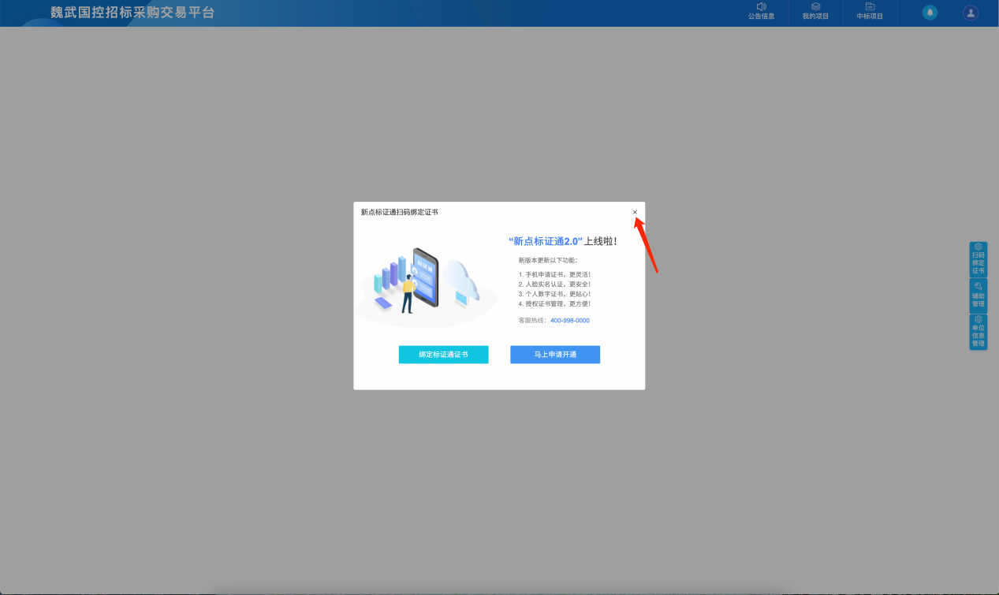 魏武国控招标采购交易平台
公告信息
我的项目
中标项目
新点标证通扫码绑定证书
×
“新点标证通2.0”上线啦!
新版本更新以下功能:
1. 手机申请证书，更灵活!
2. 人脸实名认证，更安全!
3. 个人数字证书，更贴心!
4. 授权证书管理，更方便!
客服热线: 400-998-0000
绑定标证通证书
马上申请开通
扫码
绑定
证书
辅助
管理
单位
信息
管理